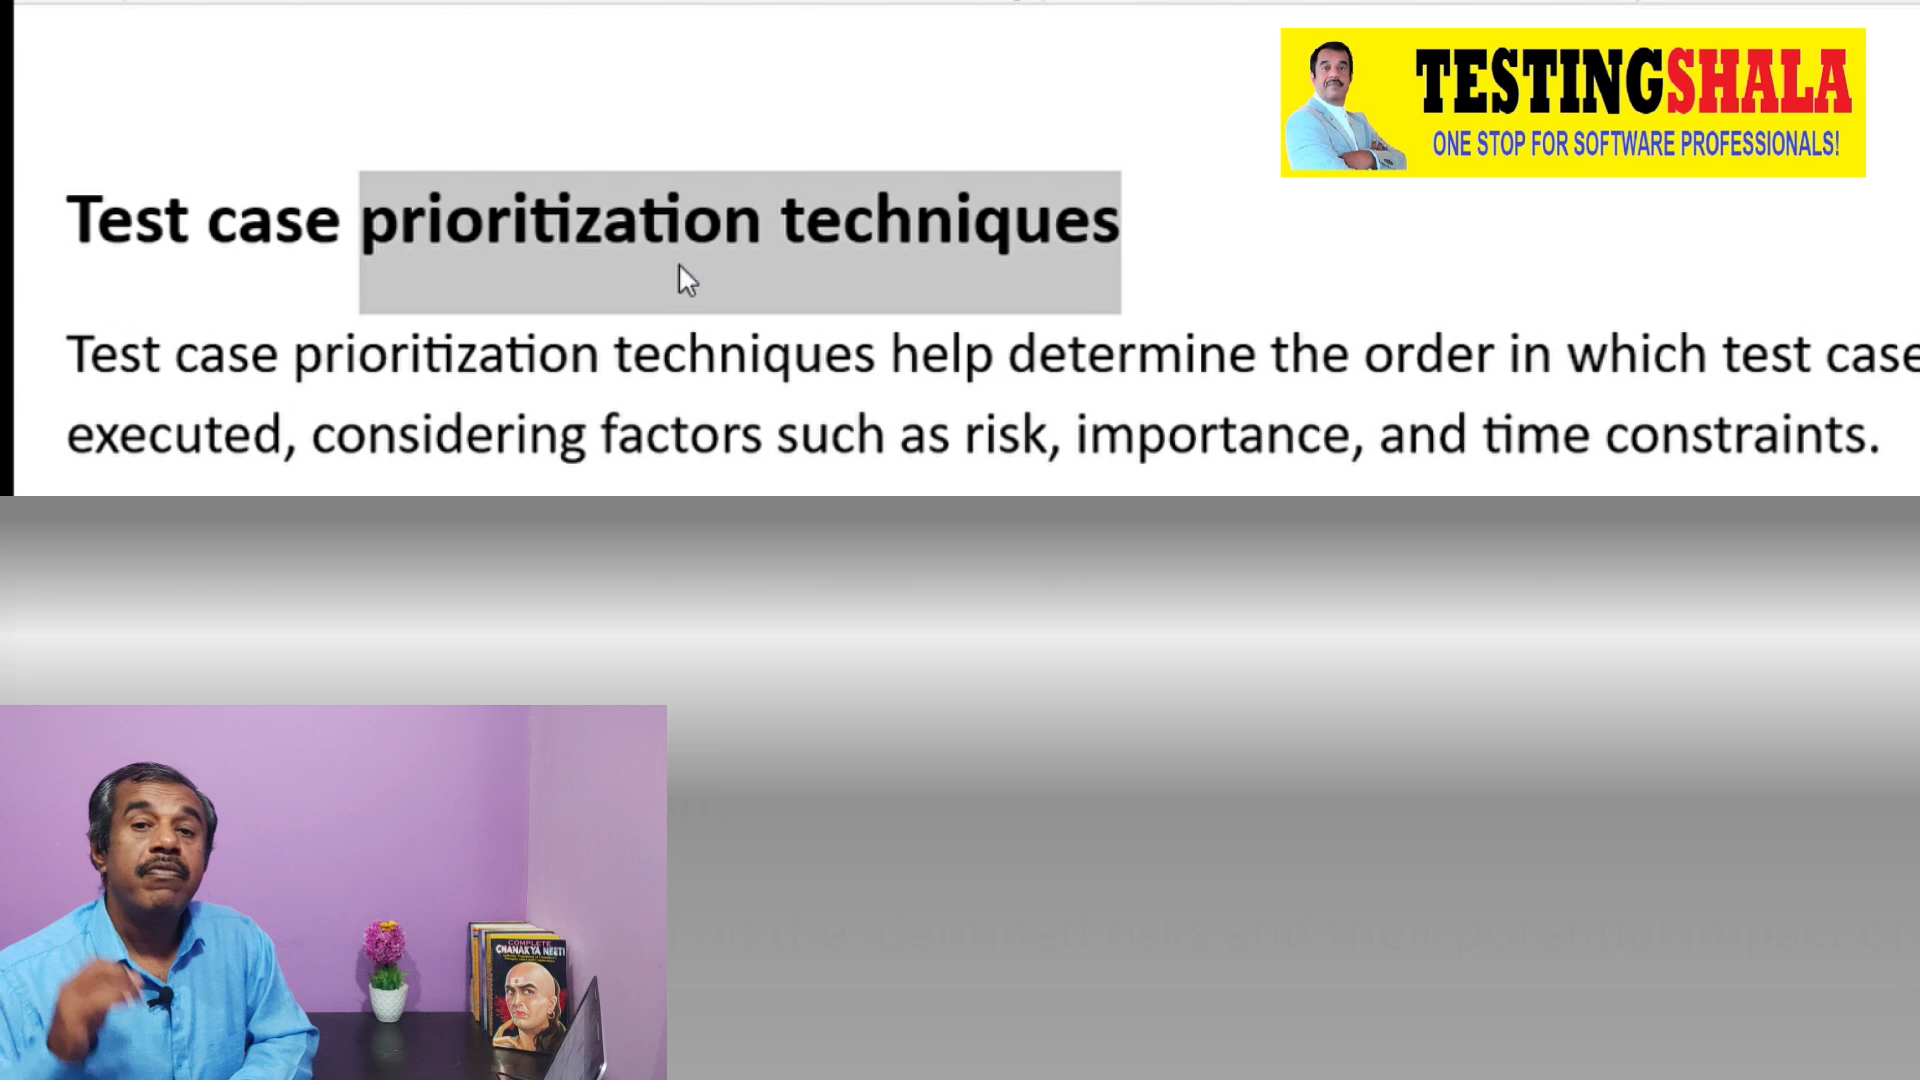 TESTINGSHALA
ONE STOP FOR SOFTWARE PROFESSIONALS!
Test case prioritization techniques
Test case prioritization techniques help determine the order in which test case
executed, considering factors such as risk, importance, and time constraints.
COMPLETE
CHANAKYA NEETI